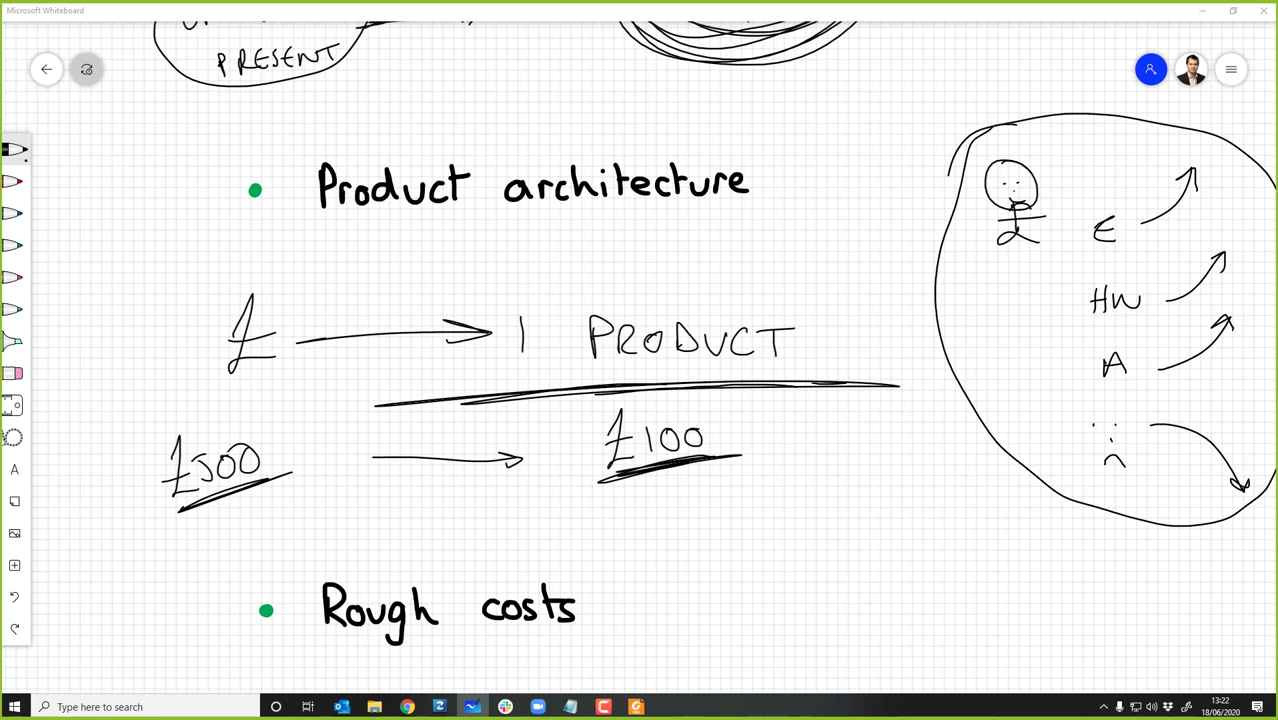 Microsoft Whiteboard
PRESENT
Product architecture
£ E
HW
£ 1 PRODUCT
A
£500 £100
Rough costs
A
Type here to search
13:22
18/06/2020